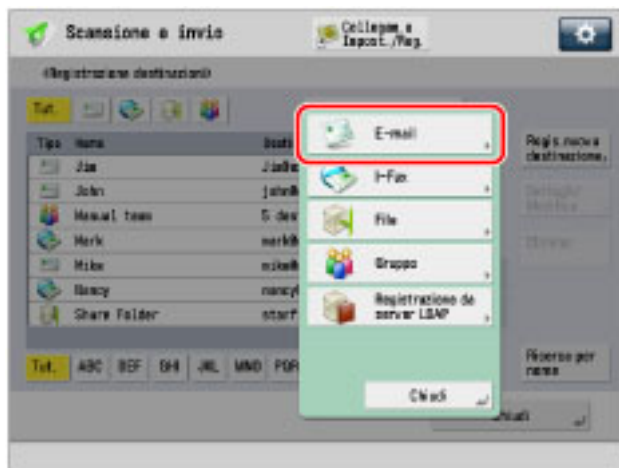 Scansione e invio
Collegam. a
Impost./Reg.
<Registrazione destinazioni>
Tut.
Tipo Nome
Jim
John
Manual team 5 des
Mark
Mike
Nancy
Share Folder
E-mail
I-Fax
File
Gruppo
Registrazione da
server LDAP
Chiudi
Regis.nuova
destinazione.
Tut. ABC DEF GHI JKL MNO PQR
Ricerca per
nome